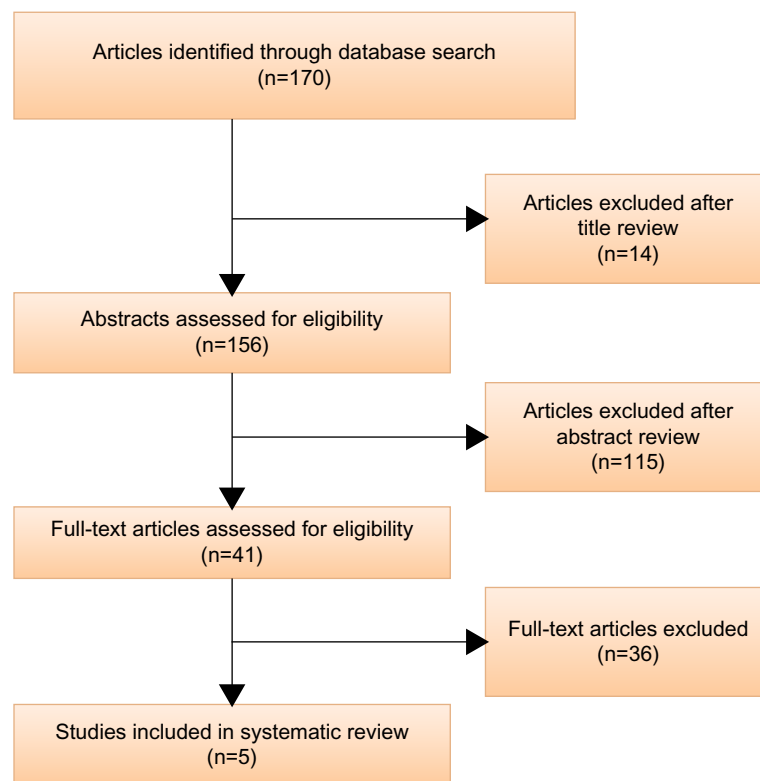 Articles identified through database search
(n=170)
Articles excluded after
title review
(n=14)
Abstracts assessed for eligibility
(n=156)
Articles excluded after
abstract review
(n=115)
Full-text articles assessed for eligibility
(n=41)
Full-text articles excluded
(n=36)
Studies included in systematic review
(n=5)